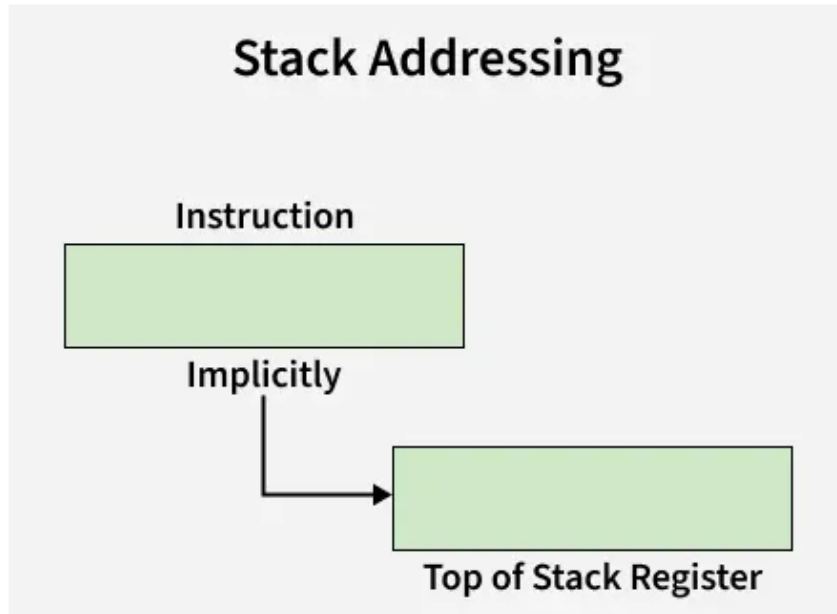 Stack Addressing
Instruction
Implicitly
Top of Stack Register